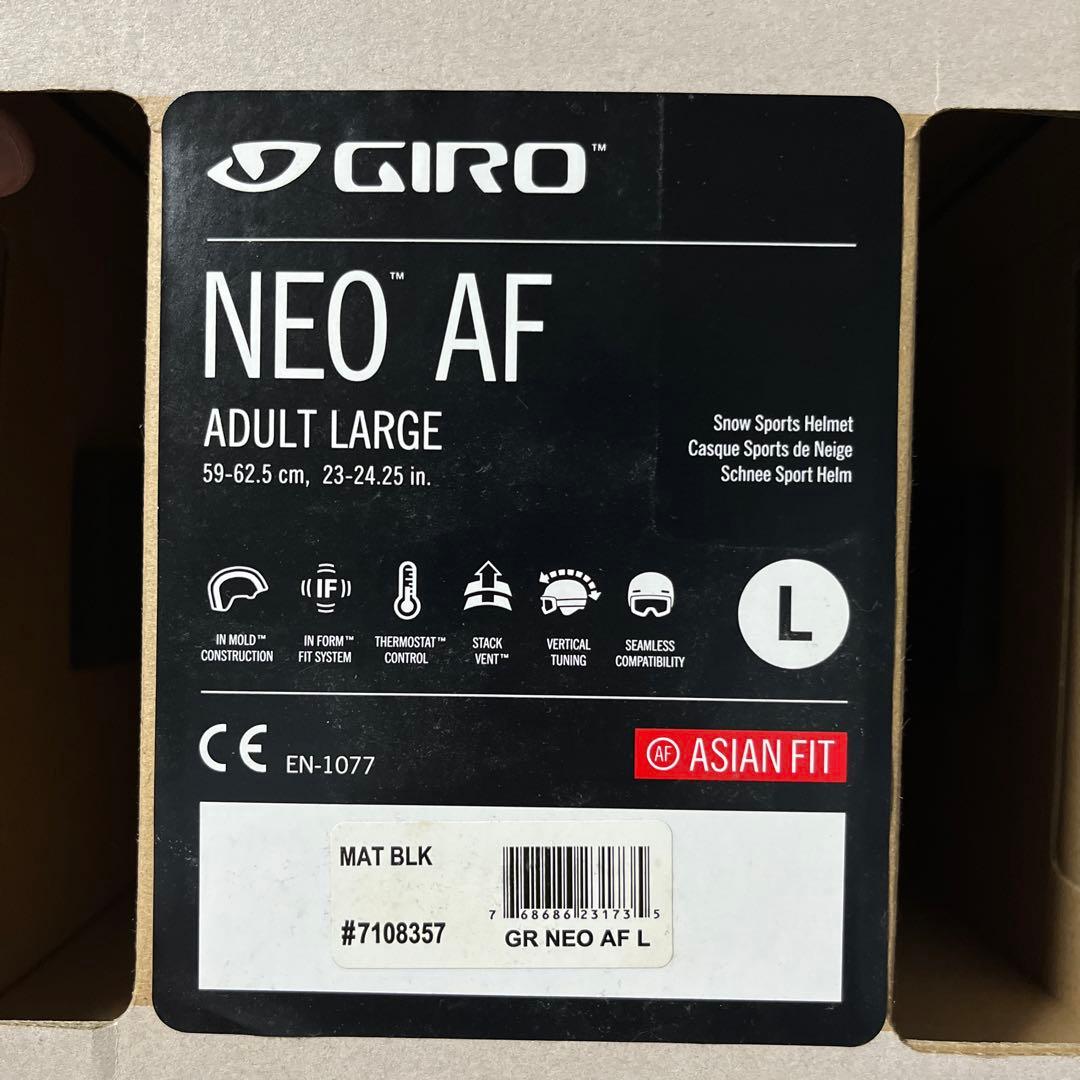 GIRO™
NEO™ AF
ADULT LARGE
59-62.5 cm, 23-24.25 in.
Snow Sports Helmet
Casque Sports de Neige
Schnee Sport Helm
IN MOLD™
CONSTRUCTION
IF
IN FORM™
FIT SYSTEM
THERMOSTAT™
CONTROL
STACK
VENT™
VERTICAL
TUNING
SEAMLESS
COMPATIBILITY
L
CE EN-1077
AF ASIAN FIT
MAT BLK
#7108357
7 68686 23173 5
GR NEO AF L